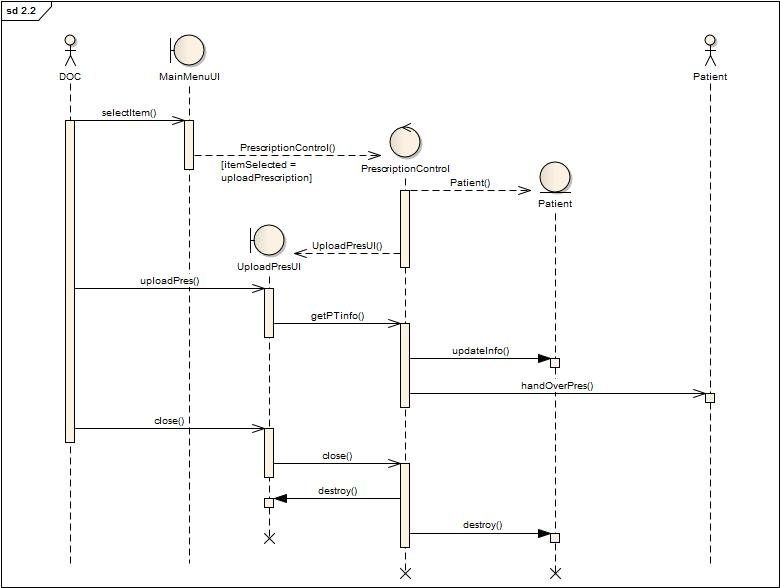 sd 2.2
DOC
MainMenuUI
Patient
selectItem()
PrescriptionControl()
[itemSelected =
uploadPrescription]
PrescriptionControl
Patient()
Patient
UploadPresUI()
UploadPresUI
uploadPres()
getPTinfo()
updateInfo()
handOverPres()
close()
close()
destroy()
destroy()